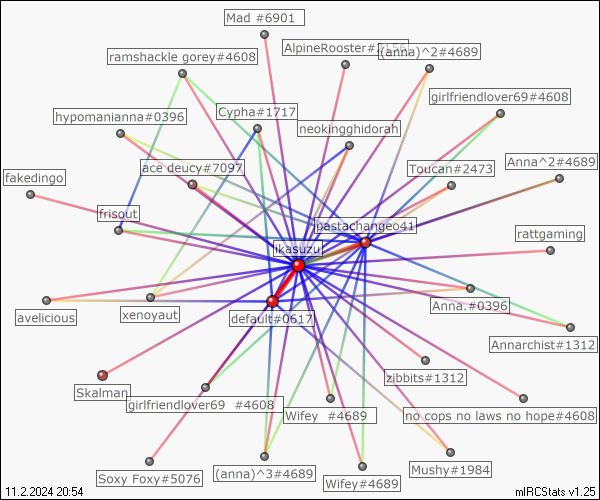 Mad #6901
AlpineRooster#
(anna)^2#4689
ramshackle gorey#4608
girlfriendlover69#4608
hypomanianna#0396
Cypha#1717
neokingghidorah
ace deucy#7097
Toucan#2473
Anna^2#4689
fakedingo
frisout
pastachangeo41
rattgaming
ikasuzu
avelicious
xenoyaut
default#0617
Anna.#0396
Annarchist#1312
zibbits#1312
Skalman
girlfriendlover69 #4608
Wifey #4689
no cops no laws no hope#4608
Soxy Foxy#5076
(anna)^3#4689
Wifey#4689
Mushy#1984
11.2.2024 20:54
mIRCStats v1.25